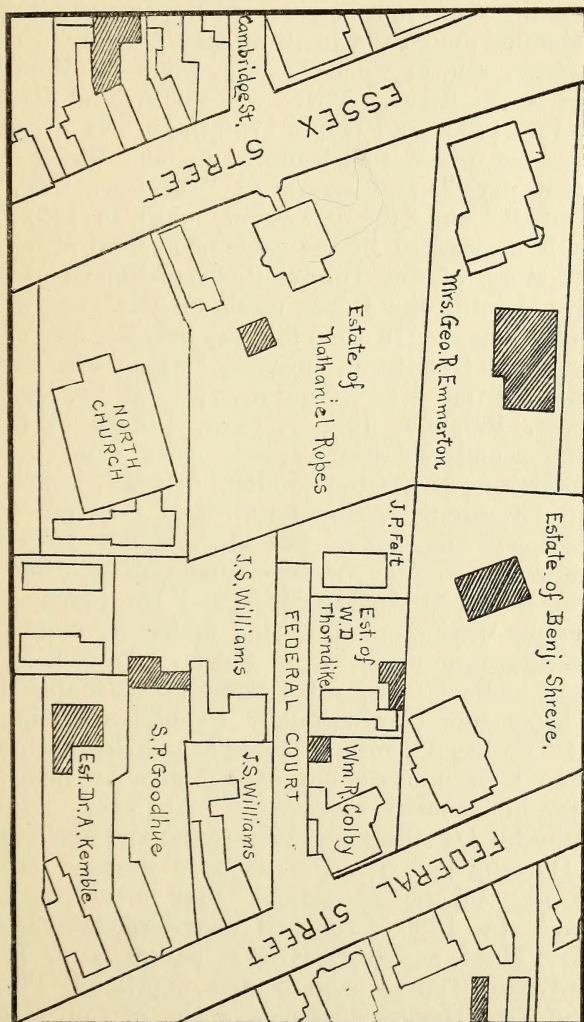 Cambridge St.
ESSEX
STREET
Mrs. Geo. R. Emmerton
Estate of
Nathaniel Ropes
NORTH
CHURCH
Estate of Benj. Shreve,
J. P. Felt
J. S. Williams
FEDERAL COURT
Est. of
W. D
Thorndike
Wm. R. Colby
J. S. Williams
S. P. Goodhue
Est. Dr. A. Kemble
FEDERAL
STREET